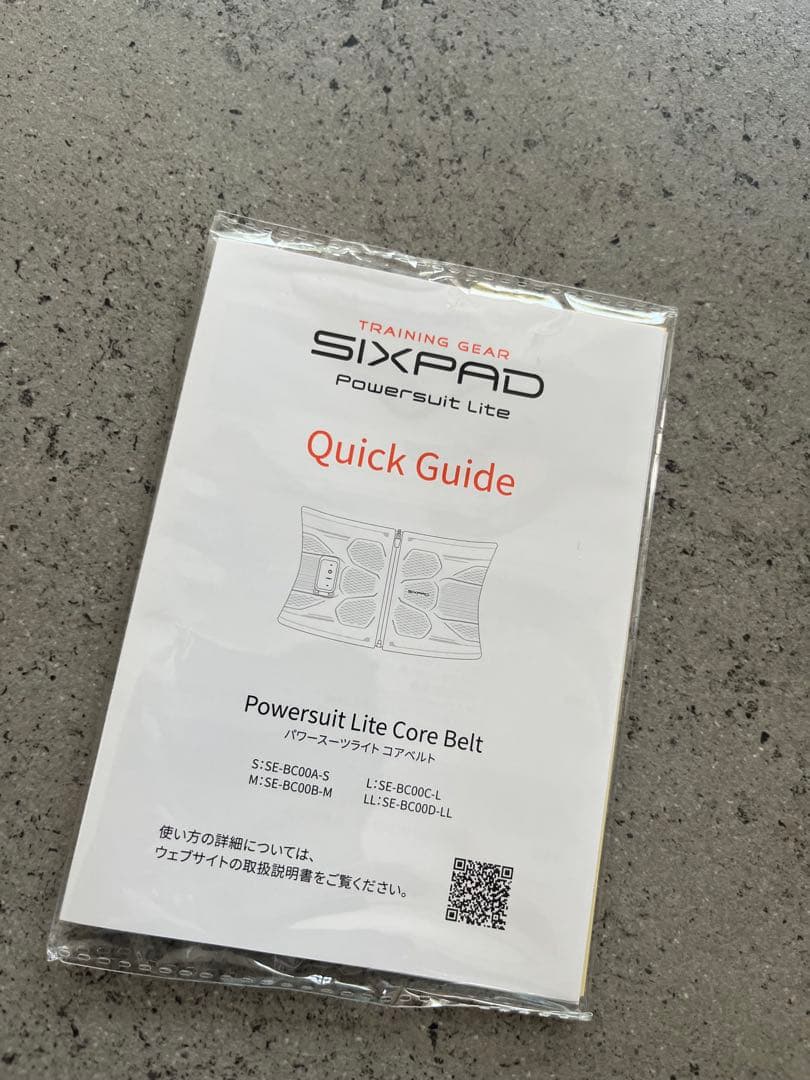 TRAINING GEAR
SIXPAD
Powersuit Lite
Quick Guide
SIXPAD
Powersuit Lite Core Belt
パワースーツライト コアベルト
S:SE-BC00A-S L:SE-BC00C-L
M:SE-BC00B-M LL:SE-BC00D-LL
使い方の詳細については、
ウェブサイトの取扱説明書をご覧ください。